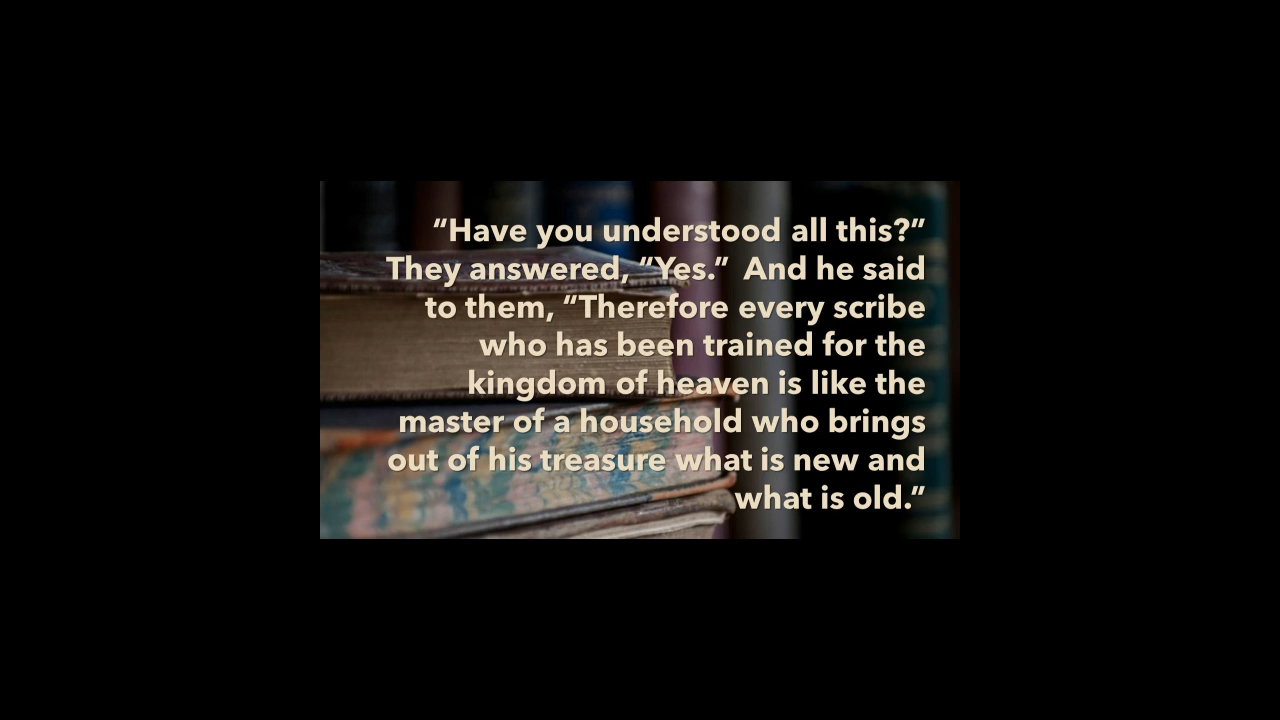 “Have you understood all this?”
They answered, “Yes.”  And he said
to them, “Therefore every scribe
who has been trained for the
kingdom of heaven is like the
master of a household who brings
out of his treasure what is new and
what is old.”